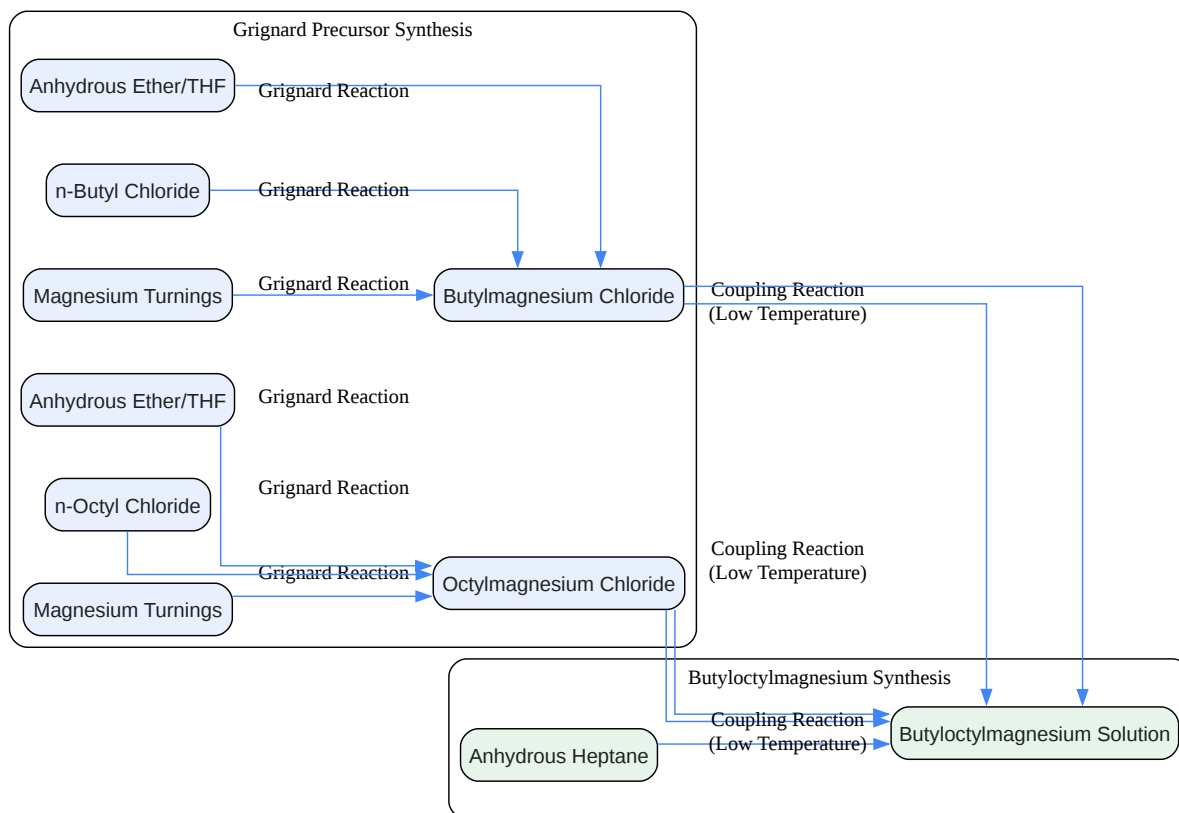 Grignard Precursor Synthesis
Anhydrous Ether/THF
Grignard Reaction
n-Butyl Chloride
Grignard Reaction
Magnesium Turnings
Grignard Reaction
Butylmagnesium Chloride
Coupling Reaction
(Low Temperature)
Anhydrous Ether/THF
Grignard Reaction
n-Octyl Chloride
Grignard Reaction
Magnesium Turnings
Grignard Reaction
Octylmagnesium Chloride
Coupling Reaction
(Low Temperature)
Butyloctylmagnesium Synthesis
Anhydrous Heptane
Coupling Reaction
(Low Temperature)
Butyloctylmagnesium Solution